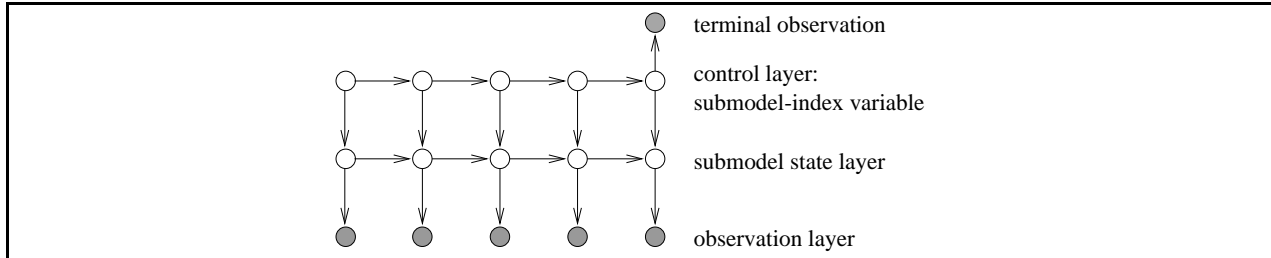 terminal observation
control layer:
submodel-index variable
submodel state layer
observation layer